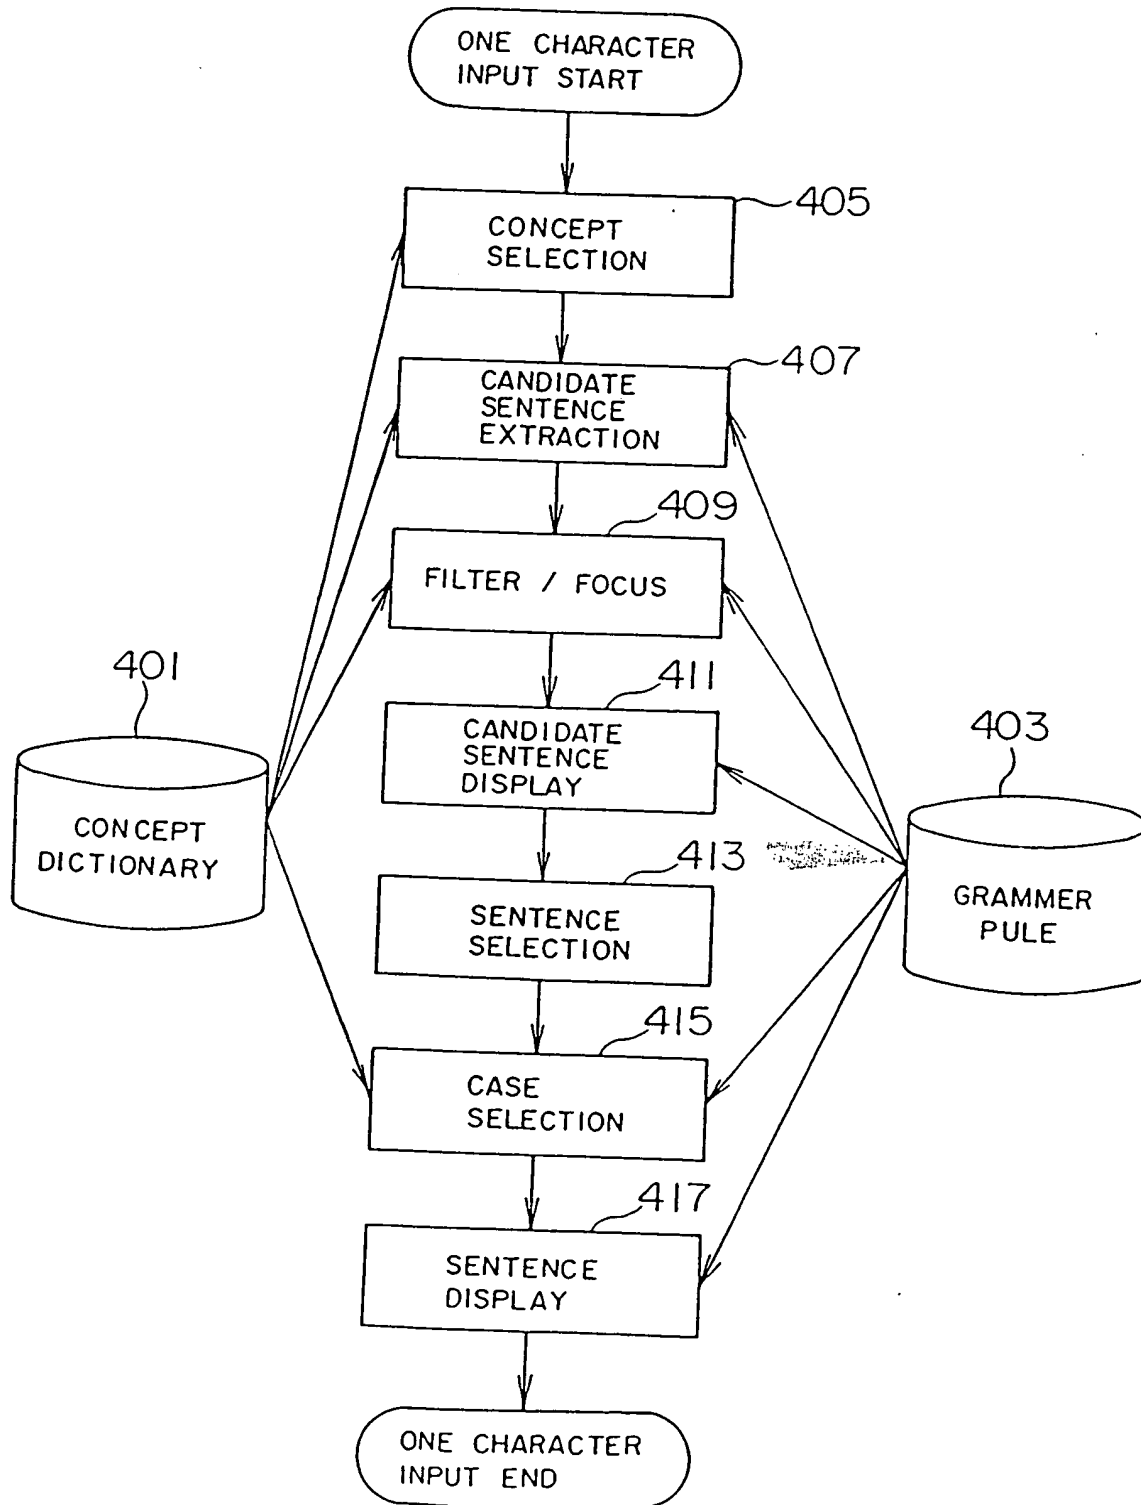 ONE CHARACTER
INPUT START
405
CONCEPT
SELECTION
407
CANDIDATE
SENTENCE
EXTRACTION
409
FILTER / FOCUS
401
411
CONCEPT
DICTIONARY
CANDIDATE
SENTENCE
DISPLAY
403
GRAMMER
PULE
413
SENTENCE
SELECTION
415
CASE
SELECTION
417
SENTENCE
DISPLAY
ONE CHARACTER
INPUT END